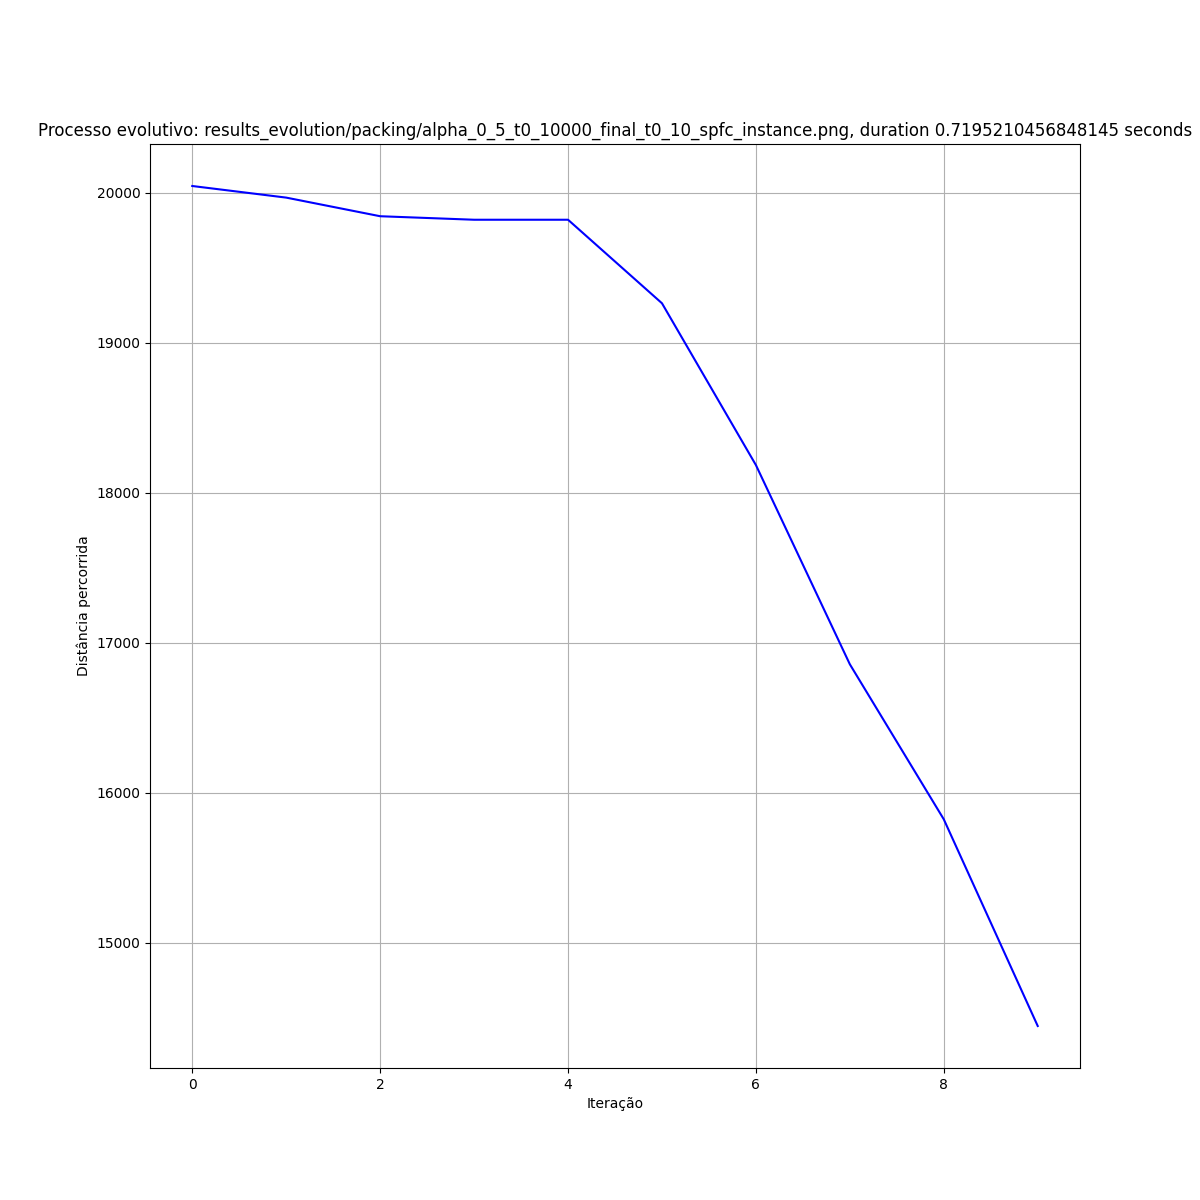 Processo evolutivo: results_evolution/packing/alpha_0_5_t0_10000_final_t0_10_spfc_instance.png, duration 0.7195210456848145 seconds
20000
19000
18000
17000
16000
15000
Distância percorrida
0 2 4 6 8
Iteração